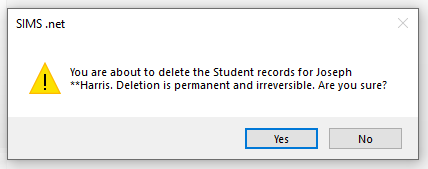 SIMS .net
You are about to delete the Student records for Joseph
**Harris. Deletion is permanent and irreversible. Are you sure?
Yes
No